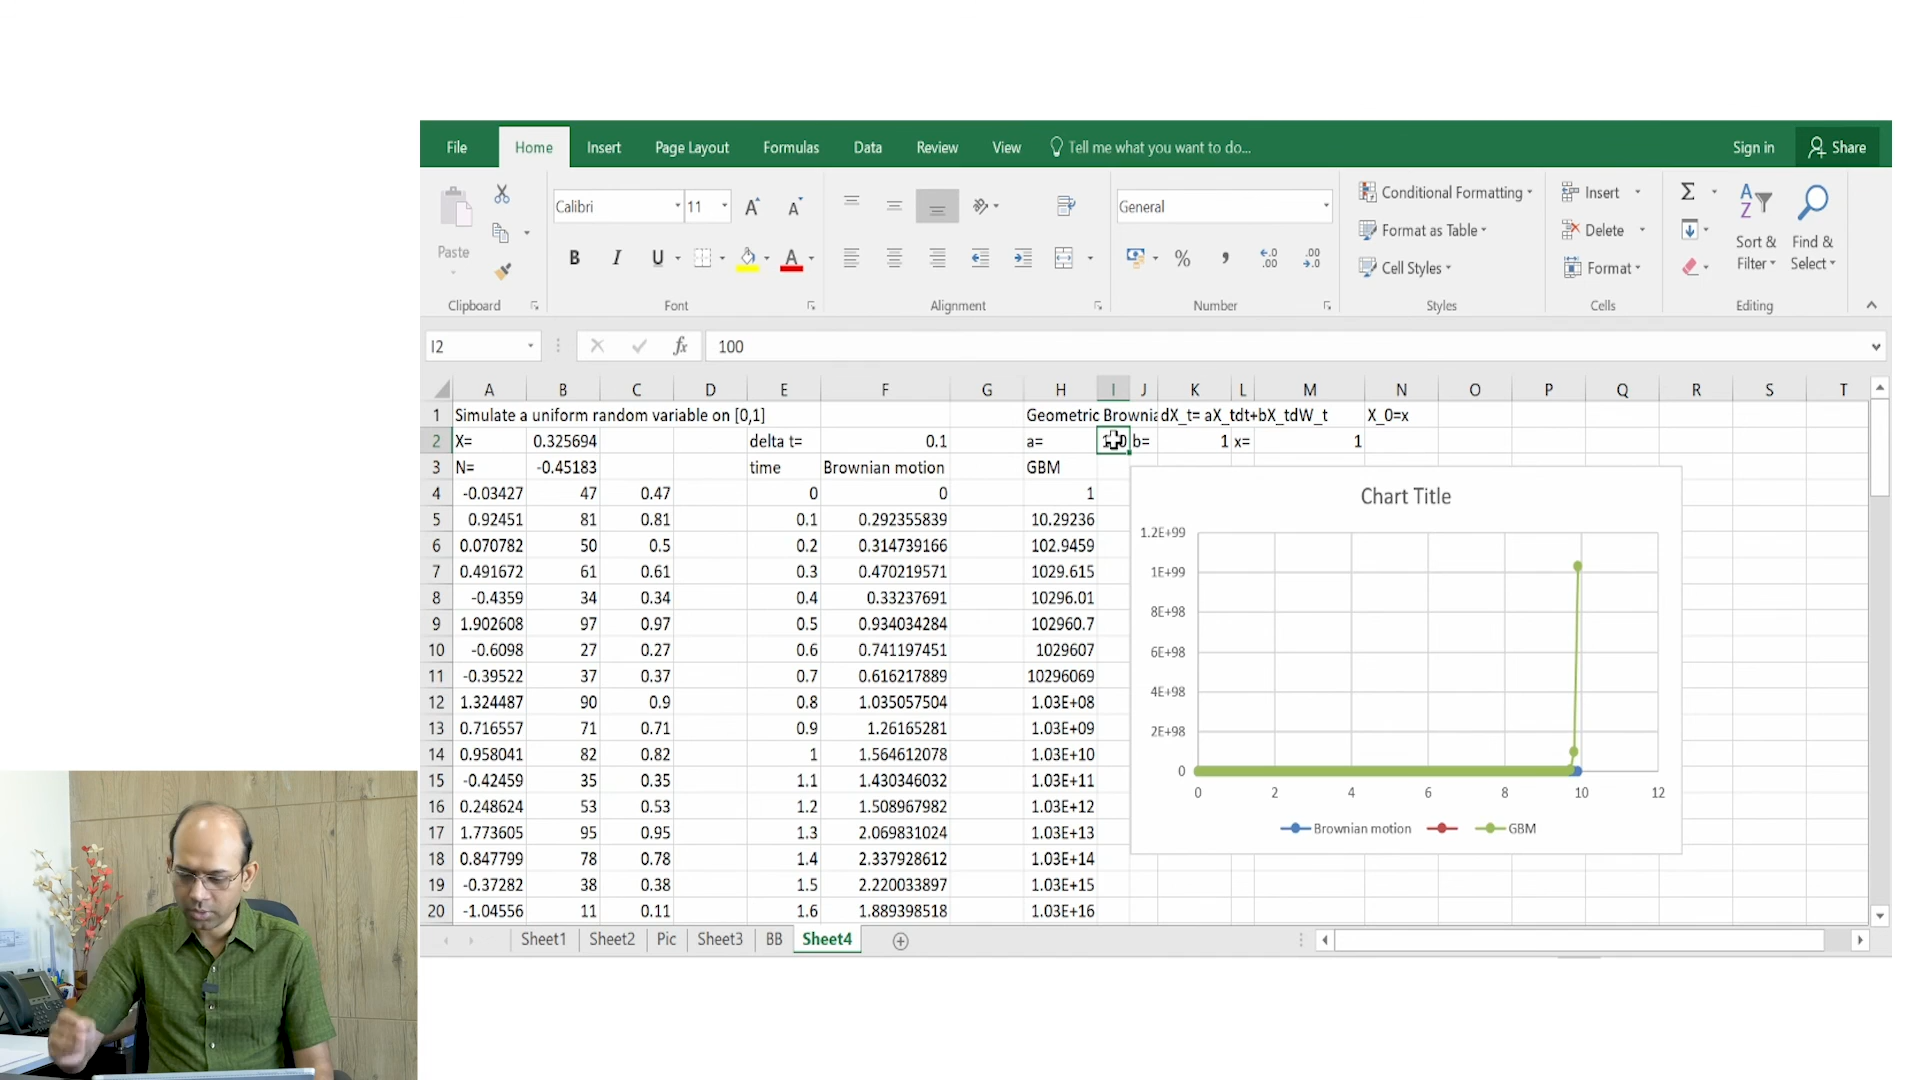 File Home Insert Page Layout Formulas Data Review View Tell me what you want to do... Sign in Share
Calibri 11 General Conditional Formatting Insert
Paste Format as Table Delete Sort & Filter Find & Select
B I U % , Cell Styles Format
Clipboard Font Alignment Number Styles Cells Editing
I2 fx 100
A B C D E F G H I J K L M N O P Q R S T
1 Simulate a uniform random variable on [0,1] Geometric Brownia dX_t= aX_tdt+bX_tdW_t X_0=x
2 X= 0.325694 delta t= 0.1 a= b= 1 x= 1
3 N= -0.45183 time Brownian motion GBM
4 -0.03427 47 0.47 0 0 1
5 0.92451 81 0.81 0.1 0.292355839 10.29236
6 0.070782 50 0.5 0.2 0.314739166 102.9459
7 0.491672 61 0.61 0.3 0.470219571 1029.615
8 -0.4359 34 0.34 0.4 0.33237691 10296.01
9 1.902608 97 0.97 0.5 0.934034284 102960.7
10 -0.6098 27 0.27 0.6 0.741197451 1029607
11 -0.39522 37 0.37 0.7 0.616217889 10296069
12 1.324487 90 0.9 0.8 1.035057504 1.03E+08
13 0.716557 71 0.71 0.9 1.26165281 1.03E+09
14 0.958041 82 0.82 1 1.564612078 1.03E+10
15 -0.42459 35 0.35 1.1 1.430346032 1.03E+11
16 0.248624 53 0.53 1.2 1.508967982 1.03E+12
17 1.773605 95 0.95 1.3 2.069831024 1.03E+13
18 0.847799 78 0.78 1.4 2.337928612 1.03E+14
19 -0.37282 38 0.38 1.5 2.220033897 1.03E+15
20 -1.04556 11 0.11 1.6 1.889398518 1.03E+16
Chart Title
1.2E+99
1E+99
8E+98
6E+98
4E+98
2E+98
0
0 2 4 6 8 10 12
Brownian motion GBM
Sheet1 Sheet2 Pic Sheet3 BB Sheet4